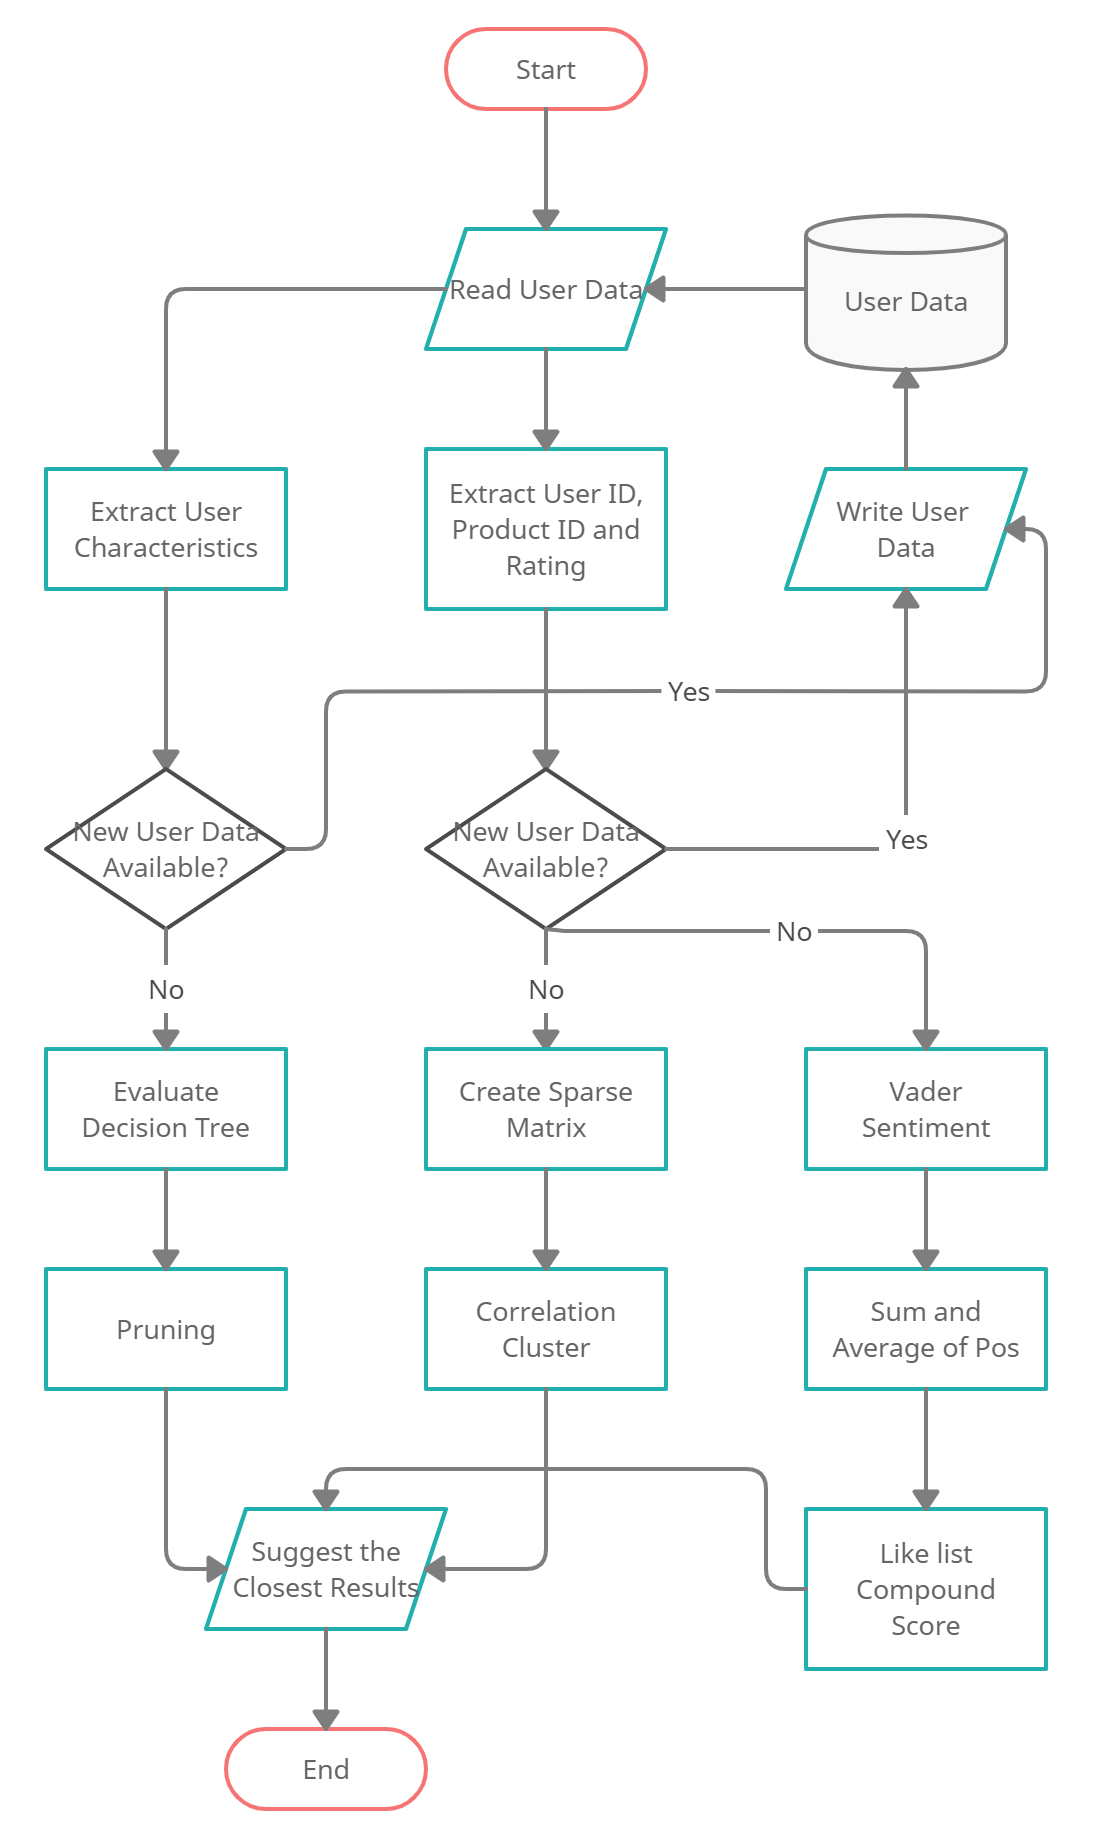 Start
Read User Data
User Data
Extract User
Characteristics
Extract User ID,
Product ID and
Rating
Write User
Data
Yes
New User Data
Available?
New User Data
Available?
Yes
No
No
No
Evaluate
Decision Tree
Create Sparse
Matrix
Vader
Sentiment
Pruning
Correlation
Cluster
Sum and
Average of Pos
Suggest the
Closest Results
Like list
Compound
Score
End